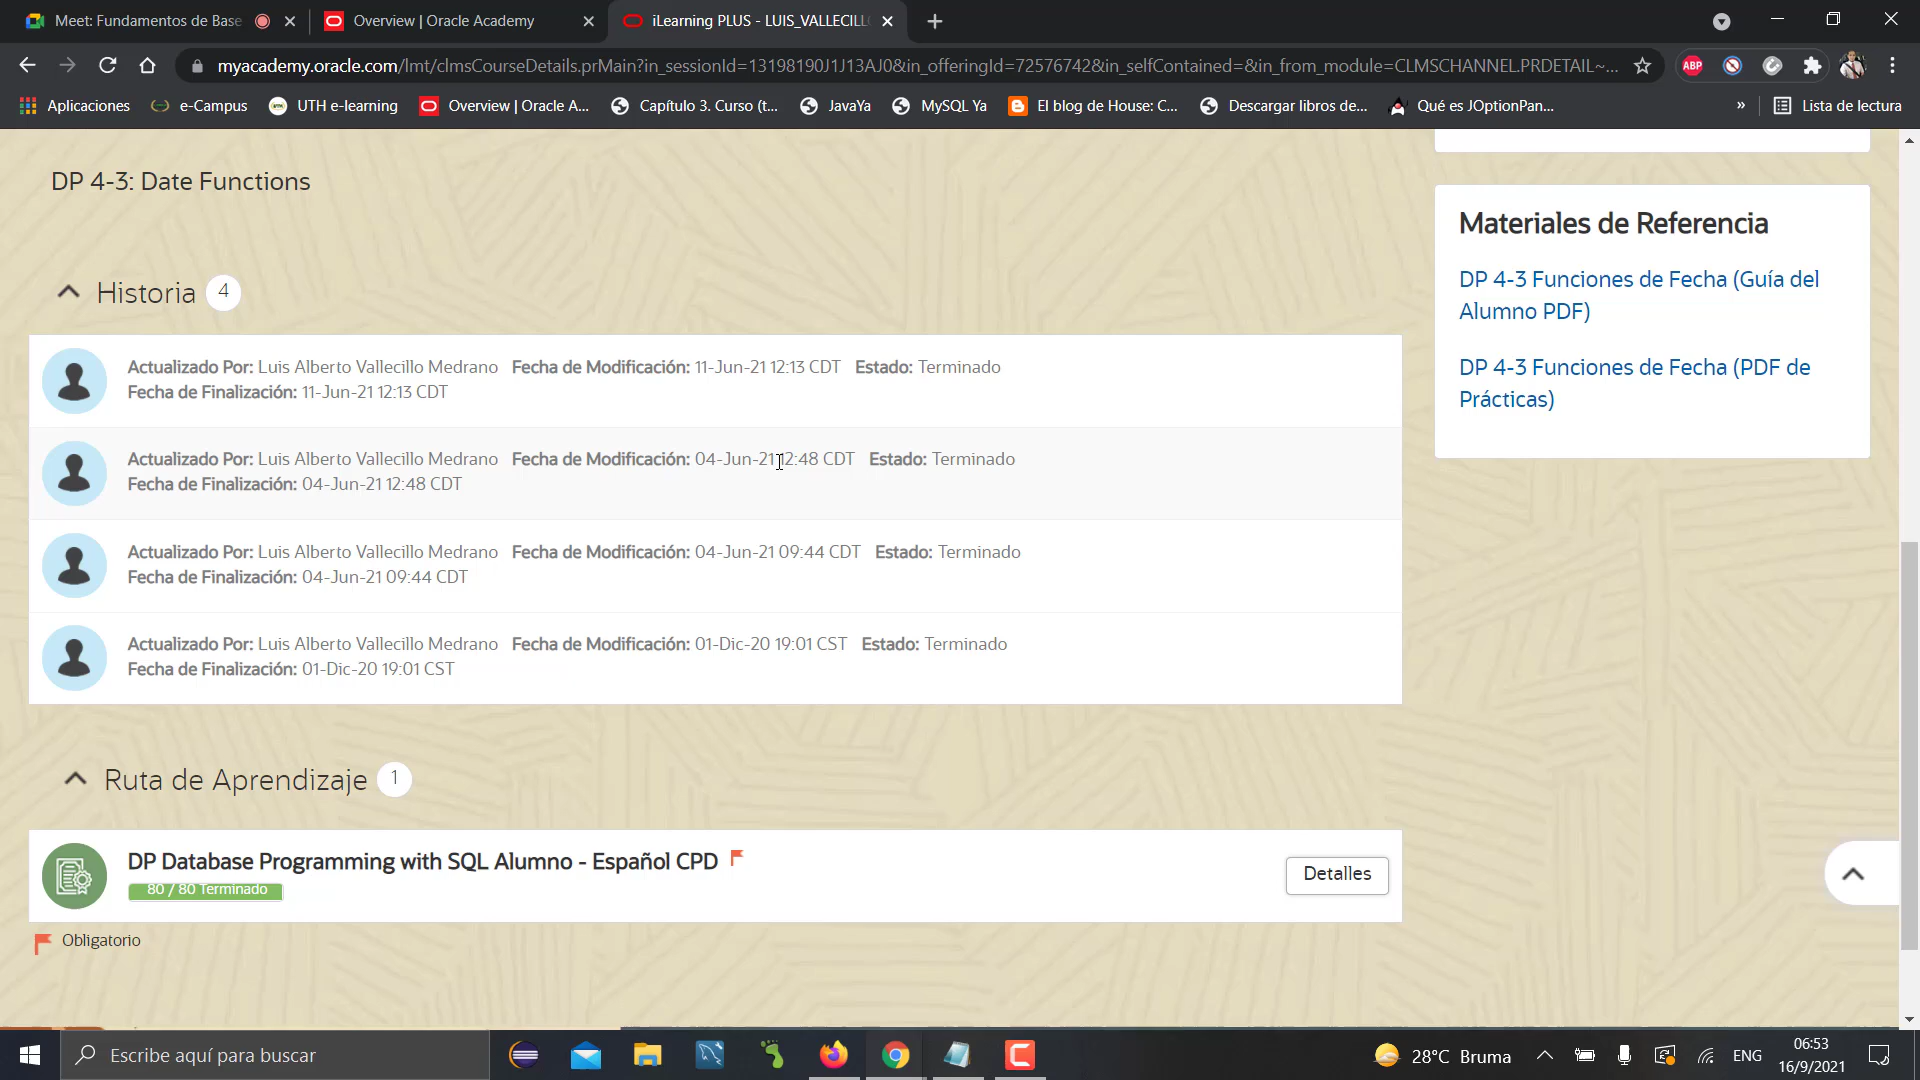 Meet: Fundamentos de Base
Overview | Oracle Academy
iLearning PLUS - LUIS_VALLECILL
myacademy.oracle.com/lmt/clmsCourseDetails.prMain?in_sessionId=13198190J1J13AJ0&in_offeringId=72576742&in_selfContained=&in_from_module=CLMSCHANNEL.PRDETAIL~...
ABP
Aplicaciones
e-Campus
UTH e-learning
Overview | Oracle A...
Capítulo 3. Curso (t...
JavaYa
MySQL Ya
El blog de House: C...
Descargar libros de...
Qué es JOptionPan...
»
Lista de lectura
DP 4-3: Date Functions
Historia 4
Actualizado Por: Luis Alberto Vallecillo Medrano Fecha de Modificación: 11-Jun-21 12:13 CDT Estado: Terminado
Fecha de Finalización: 11-Jun-21 12:13 CDT
Actualizado Por: Luis Alberto Vallecillo Medrano Fecha de Modificación: 04-Jun-21 12:48 CDT Estado: Terminado
Fecha de Finalización: 04-Jun-21 12:48 CDT
Actualizado Por: Luis Alberto Vallecillo Medrano Fecha de Modificación: 04-Jun-21 09:44 CDT Estado: Terminado
Fecha de Finalización: 04-Jun-21 09:44 CDT
Actualizado Por: Luis Alberto Vallecillo Medrano Fecha de Modificación: 01-Dic-20 19:01 CST Estado: Terminado
Fecha de Finalización: 01-Dic-20 19:01 CST
Ruta de Aprendizaje 1
DP Database Programming with SQL Alumno - Español CPD
80 / 80 Terminado
Detalles
Obligatorio
Materiales de Referencia
DP 4-3 Funciones de Fecha (Guía del
Alumno PDF)
DP 4-3 Funciones de Fecha (PDF de
Prácticas)
Escribe aquí para buscar
28°C Bruma
ENG
06:53
16/9/2021